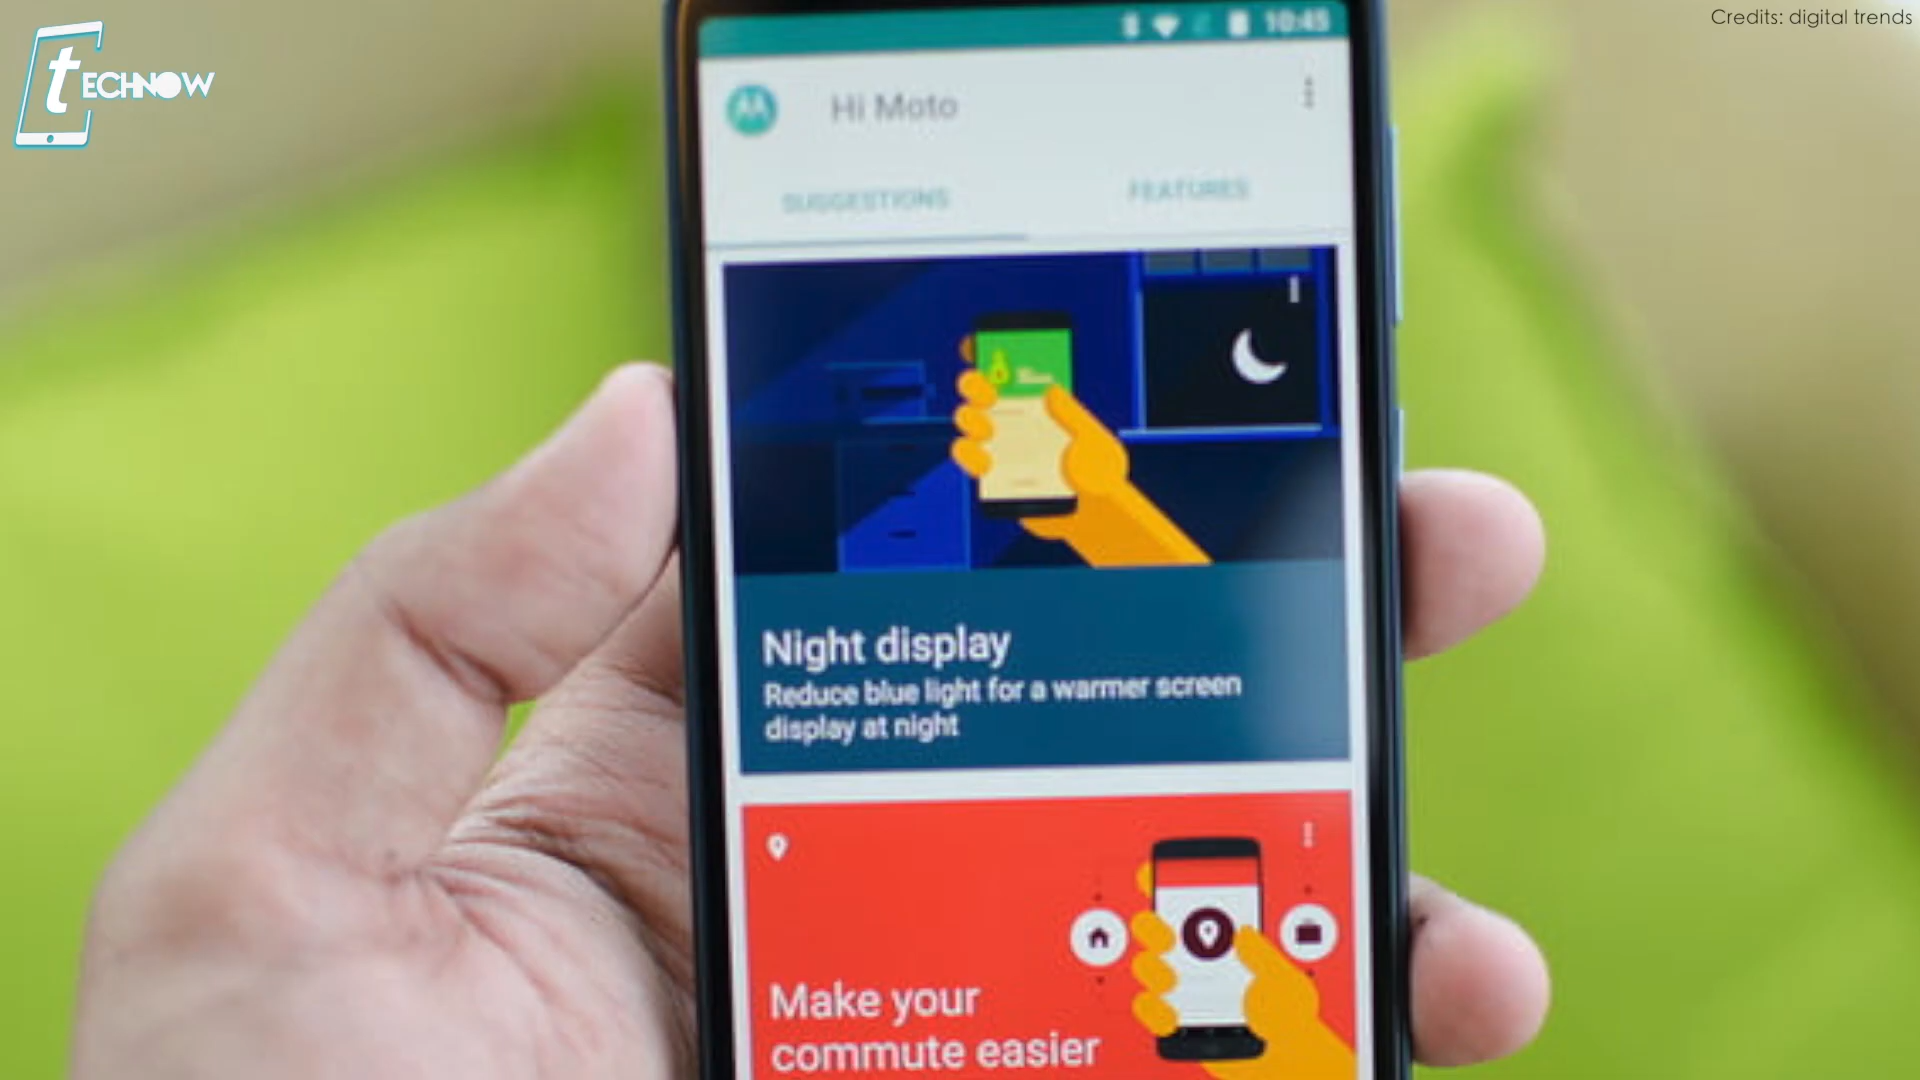 Credits: digital trends
tECHNOW
10:45
Hi Moto
SUGGESTIONS
FEATURES
Night display
Reduce blue light for a warmer screen
display at night
Make your
commute easier